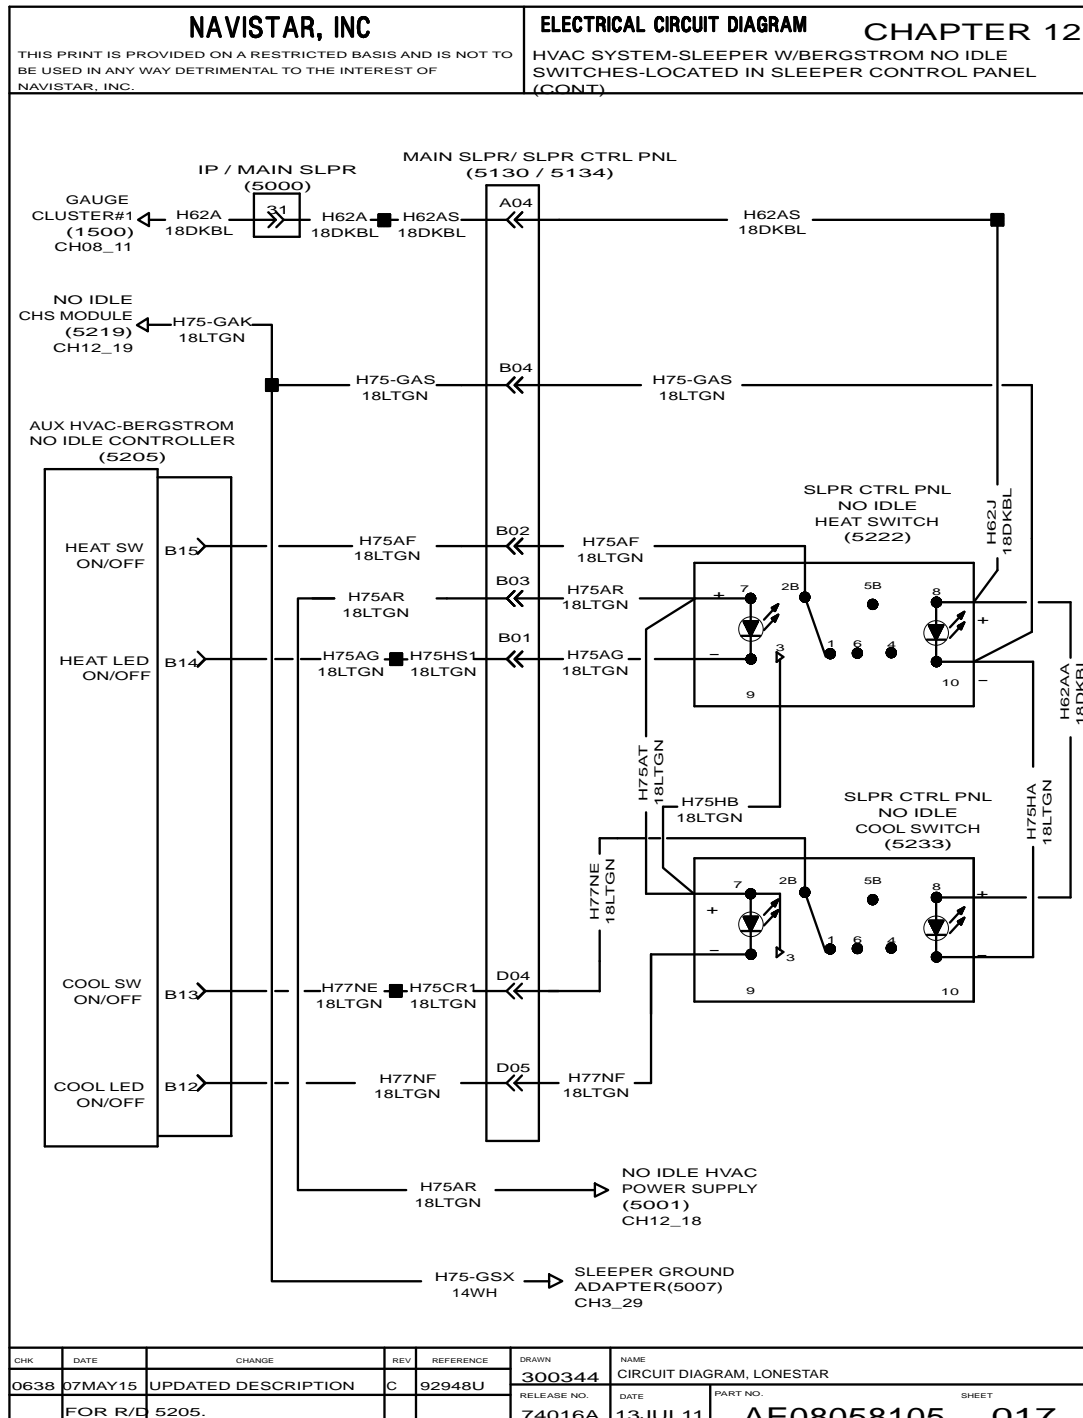 NAVISTAR, INC
THIS PRINT IS PROVIDED ON A RESTRICTED BASIS AND IS NOT TO
BE USED IN ANY WAY DETRIMENTAL TO THE INTEREST OF
NAVISTAR, INC.
ELECTRICAL CIRCUIT DIAGRAM
CHAPTER 12
HVAC SYSTEM-SLEEPER W/BERGSTROM NO IDLE
SWITCHES-LOCATED IN SLEEPER CONTROL PANEL
(CONT)
IP / MAIN SLPR
(5000)
31
MAIN SLPR/ SLPR CTRL PNL
(5130 / 5134)
GAUGE
CLUSTER#1
(1500)
CH08_11
H62A
18DKBL
H62A
18DKBL
H62AS
18DKBL
A04
H62AS
18DKBL
NO IDLE
CHS MODULE
(5219)
CH12_19
H75-GAK
18LTGN
H75-GAS
18LTGN
B04
H75-GAS
18LTGN
AUX HVAC-BERGSTROM
NO IDLE CONTROLLER
(5205)
SLPR CTRL PNL
NO IDLE
HEAT SWITCH
(5222)
H62J
18DKBL
HEAT SW
ON/OFF
B15
H75AF
18LTGN
B02
H75AF
18LTGN
H75AR
18LTGN
B03
H75AR
18LTGN
HEAT LED
ON/OFF
B14
H75AG
18LTGN
H75HS1
18LTGN
B01
H75AG
18LTGN
+
7
2B
5B
8
+
−
3
1
6
4
9
10
−
H62AA
18DKBL
H75AT
18LTGN
H75HB
18LTGN
H75HA
18LTGN
SLPR CTRL PNL
NO IDLE
COOL SWITCH
(5233)
H77NE
18LTGN
7
2B
5B
8
+
+
−
3
1
6
4
−
9
10
COOL SW
ON/OFF
B13
H77NE
18LTGN
H75CR1
18LTGN
D04
COOL LED
ON/OFF
B12
H77NF
18LTGN
D05
H77NF
18LTGN
H75AR
18LTGN
NO IDLE HVAC
POWER SUPPLY
(5001)
CH12_18
H75-GSX
14WH
SLEEPER GROUND
ADAPTER(5007)
CH3_29
CHK DATE CHANGE REV REFERENCE
0638 07MAY15 UPDATED DESCRIPTION C 92948U
FOR R/D 5205.
DRAWN
300344
NAME
CIRCUIT DIAGRAM, LONESTAR
RELEASE NO.
74016A
DATE
13JUL11
PART NO.
AE08058105
SHEET
017